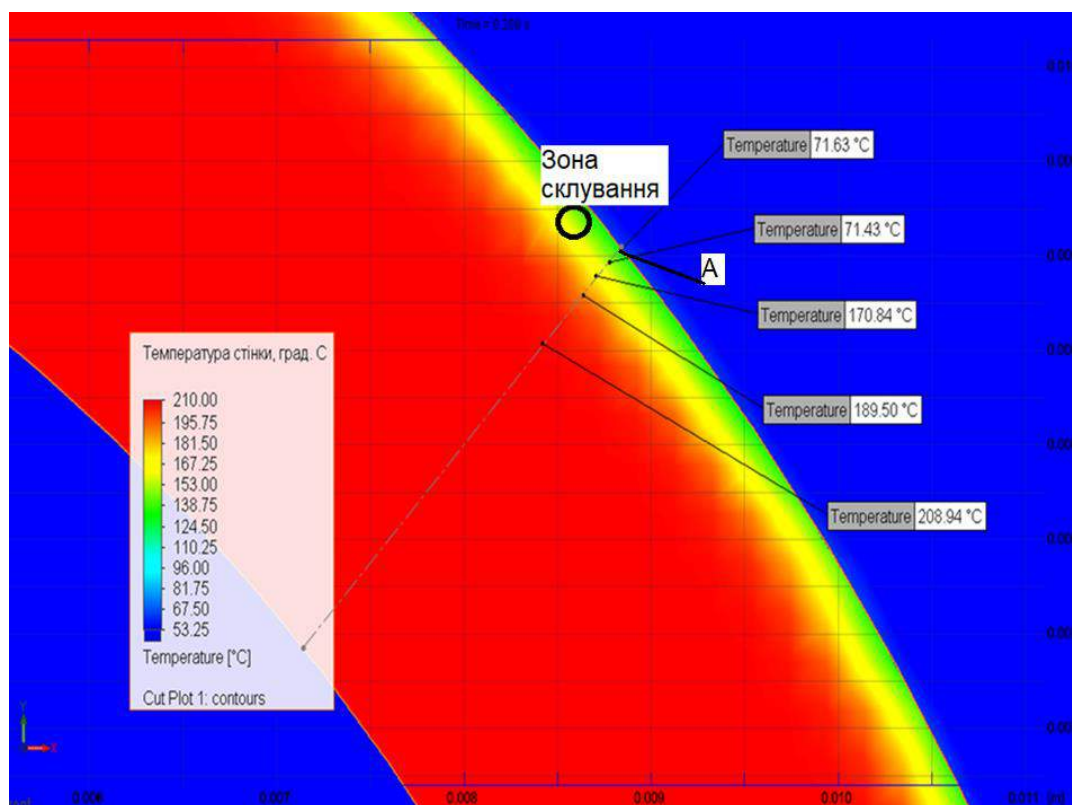 Time = 0.289 s
Зона
склування
Temperature 71.63 °C
Temperature 71.43 °C
A
Temperature 170.84 °C
Temperature 189.50 °C
Temperature 208.94 °C
Температура стінки, град. С
210.00
195.75
181.50
167.25
153.00
138.75
124.50
110.25
96.00
81.75
67.50
53.25
Temperature [°C]
Cut Plot 1: contours
Y
X
0.006 0.007 0.008 0.009 0.010 0.011